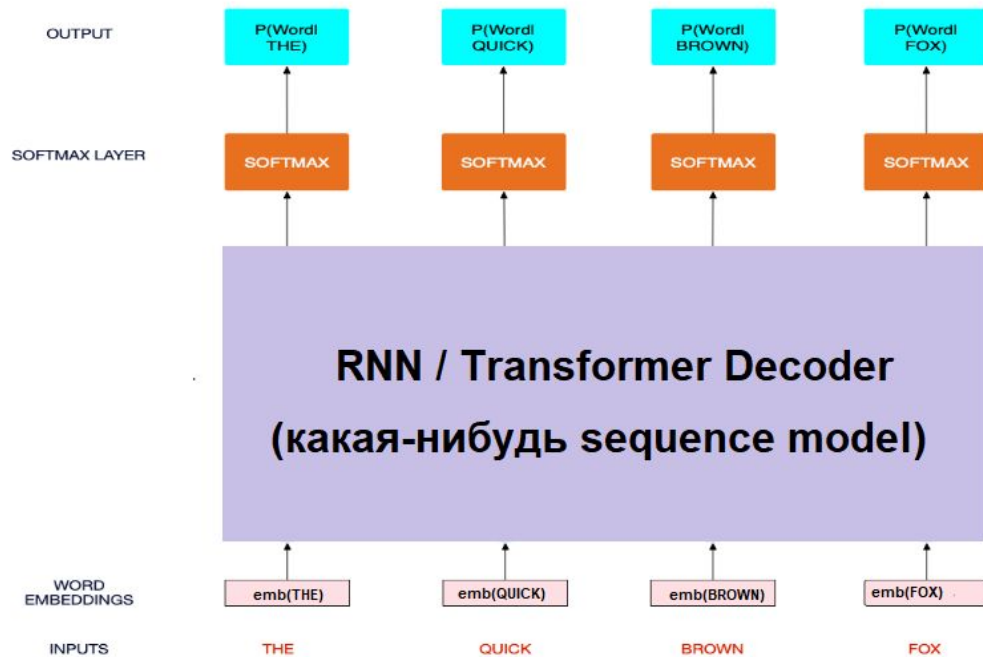 OUTPUT
P(Word|
THE)
P(Word|
QUICK)
P(Word|
BROWN)
P(Word|
FOX)
SOFTMAX LAYER
SOFTMAX
SOFTMAX
SOFTMAX
SOFTMAX
RNN / Transformer Decoder
(какая-нибудь sequence model)
WORD
EMBEDDINGS
emb(THE)
emb(QUICK)
emb(BROWN)
emb(FOX)
INPUTS
THE
QUICK
BROWN
FOX